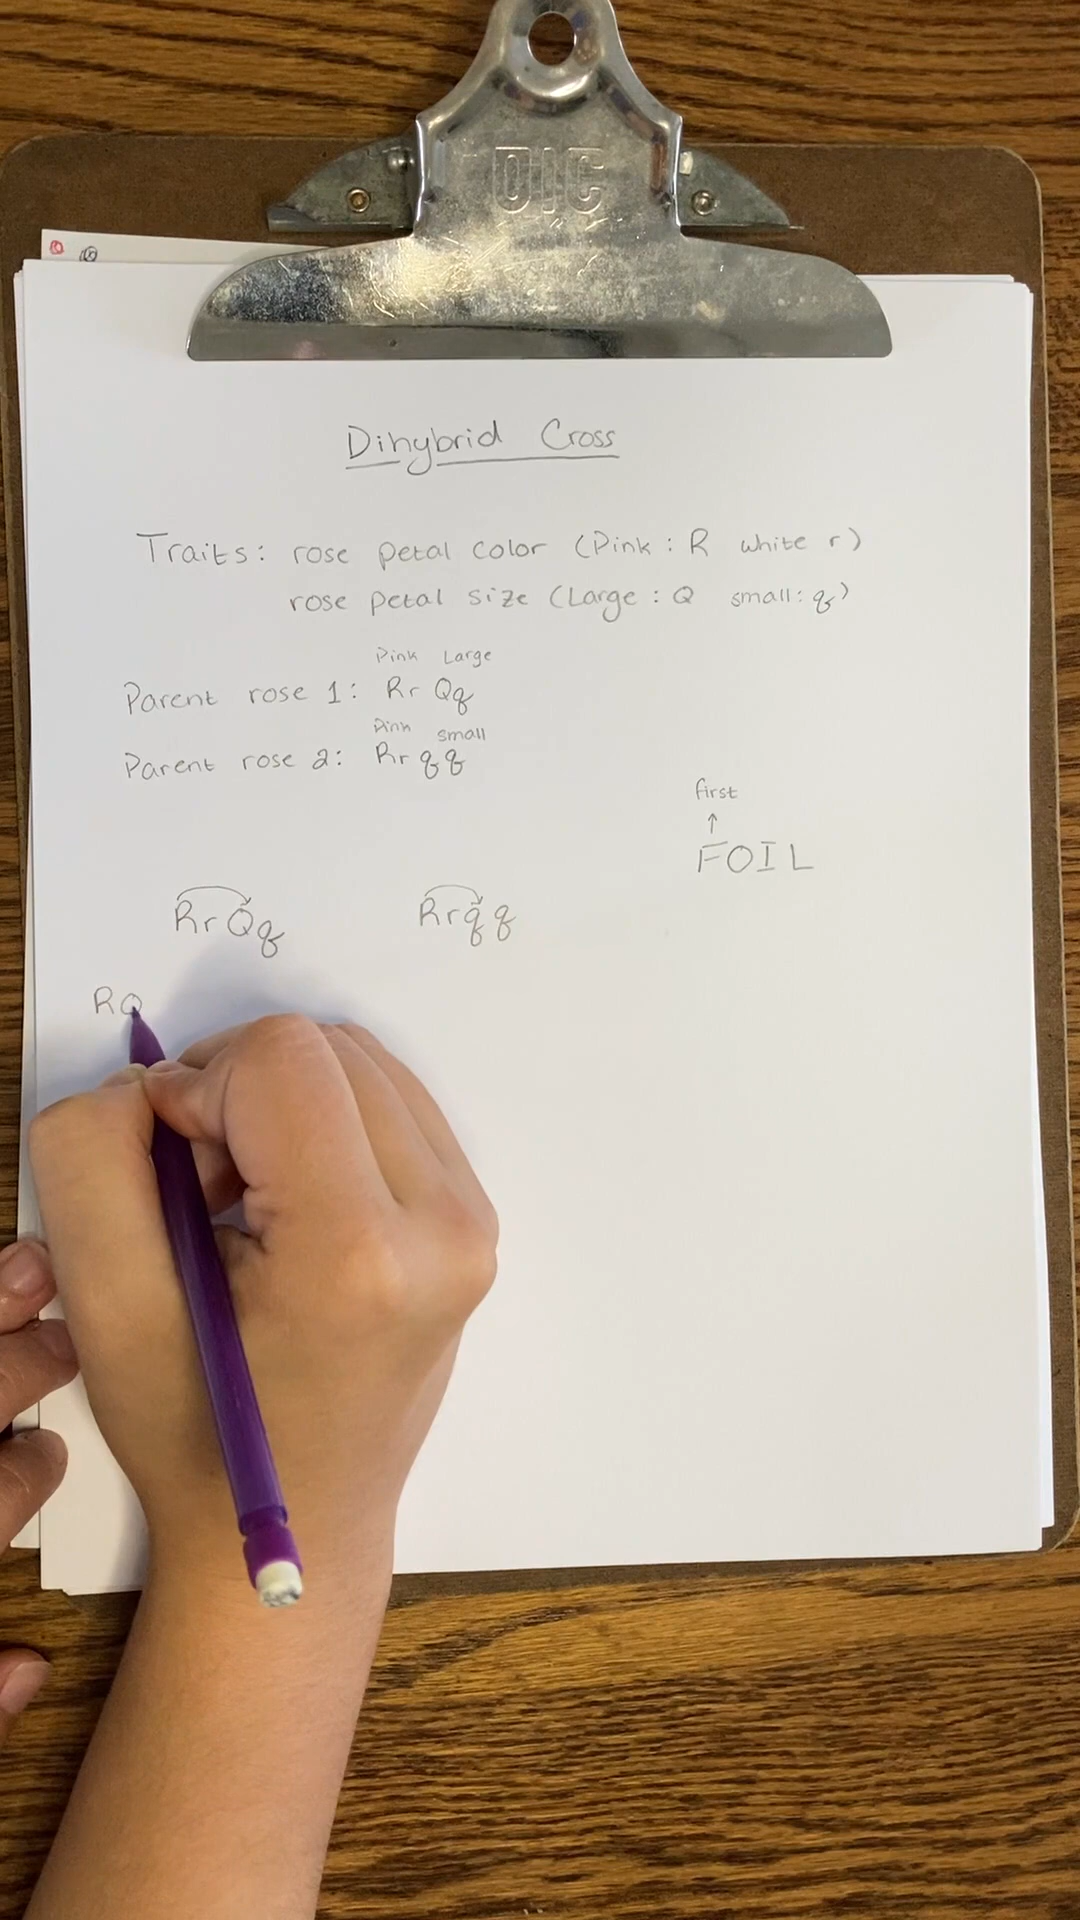 OIC
Dihybrid Cross
Traits: rose petal color (Pink: R white r)
rose petal size (Large: Q small: q)
Pink Large
Parent rose 1: Rr Qq
Pink small
Parent rose 2: Rr qq
first
↑
FOIL
RrQq Rrqq
RQ